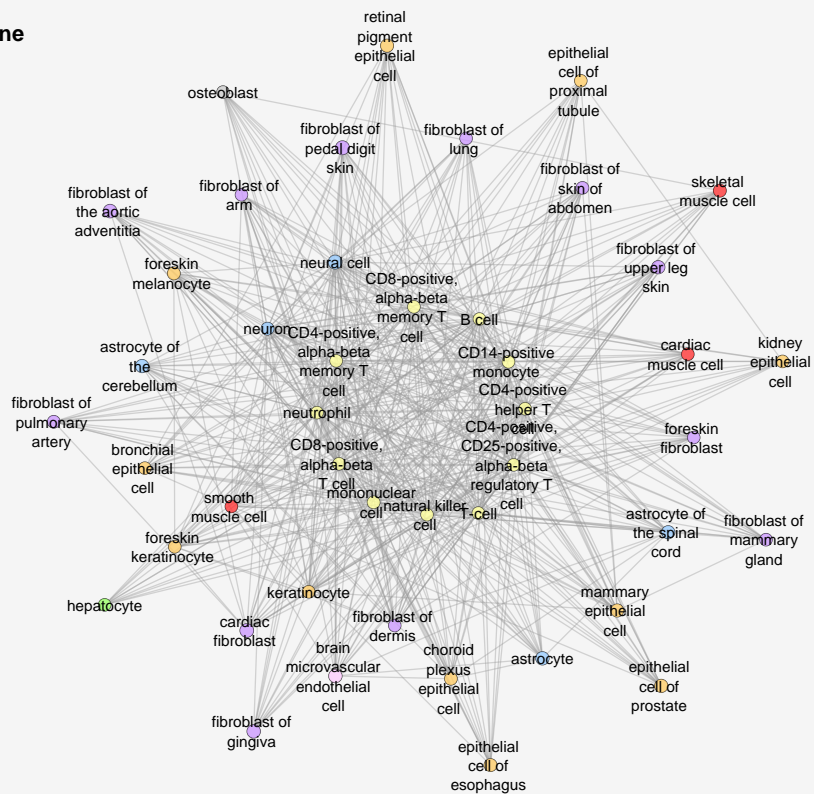 ne
retinal
pigment
epithelial
cell
epithelial
cell of
proximal
tubule
osteoblast
fibroblast of
pedal digit
skin
fibroblast of
lung
fibroblast of
skin of
abdomen
skeletal
muscle cell
fibroblast of
arm
fibroblast of
the aortic
adventitia
foreskin
melanocyte
neural cell
fibroblast of
upper leg
skin
CD8-positive,
alpha-beta
memory T
cell
B cell
neuron
CD4-positive,
alpha-beta
memory T
cell
CD14-positive
monocyte
cardiac
muscle cell
kidney
epithelial
cell
astrocyte of
the
cerebellum
CD4-positive
helper T
cell
neutrophil
fibroblast of
pulmonary
artery
CD4-positive,
CD25-positive,
alpha-beta
regulatory T
cell
foreskin
fibroblast
bronchial
epithelial
cell
CD8-positive,
alpha-beta
T cell
mononuclear
cell
natural killer
cell
T-cell
smooth
muscle cell
astrocyte of
the spinal
cord
fibroblast of
mammary
gland
foreskin
keratinocyte
hepatocyte
keratinocyte
mammary
epithelial
cell
cardiac
fibroblast
fibroblast of
dermis
brain
microvascular
endothelial
cell
choroid
plexus
epithelial
cell
astrocyte
epithelial
cell of
prostate
fibroblast of
gingiva
epithelial
cell of
esophagus